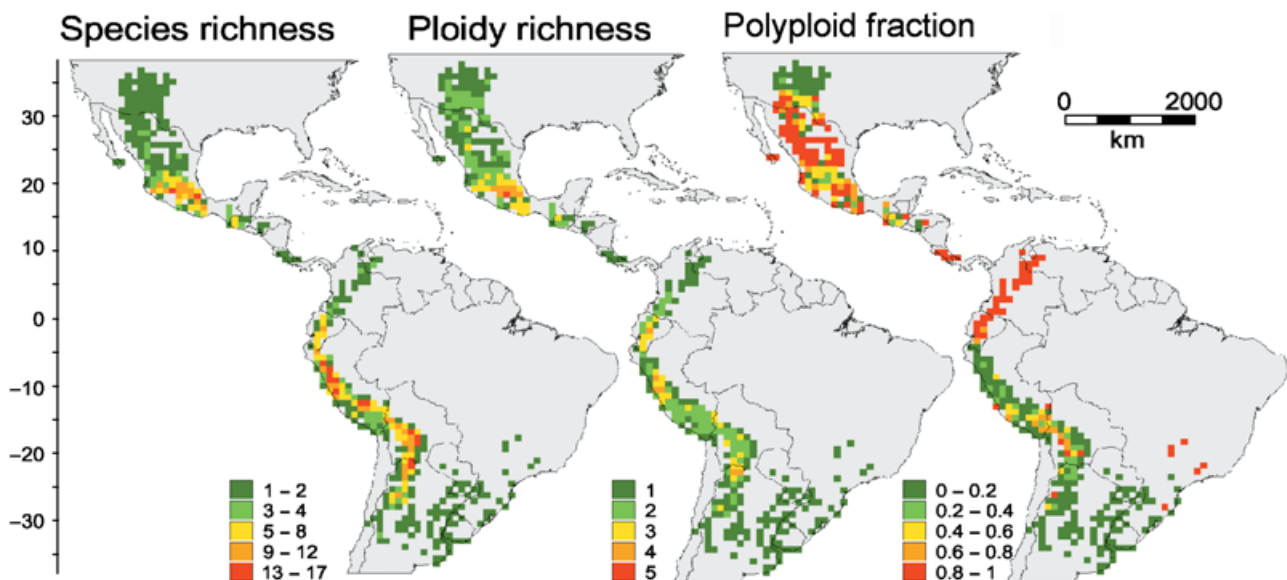 Species richness
Ploidy richness
Polyploid fraction
0 2000
km
30
20
10
0
−10
−20
−30
1 – 2
3 – 4
5 – 8
9 – 12
13 – 17
1
2
3
4
5
0 – 0.2
0.2 – 0.4
0.4 – 0.6
0.6 – 0.8
0.8 – 1